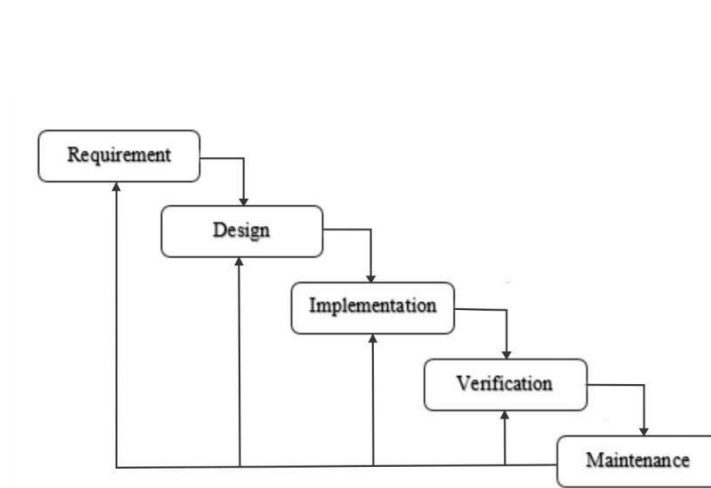 Requirement
Design
Implementation
Verification
Maintenance